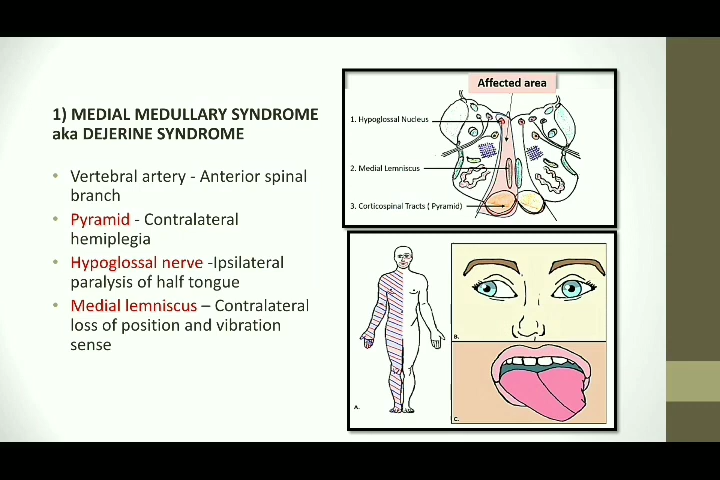 1) MEDIAL MEDULLARY SYNDROME
aka DEJERINE SYNDROME
• Vertebral artery - Anterior spinal
branch
• Pyramid - Contralateral
hemiplegia
• Hypoglossal nerve -Ipsilateral
paralysis of half tongue
• Medial lemniscus – Contralateral
loss of position and vibration
sense
Affected area
1. Hypoglossal Nucleus
2. Medial Lemniscus
3. Corticospinal Tracts ( Pyramid)
A.
B.
C.